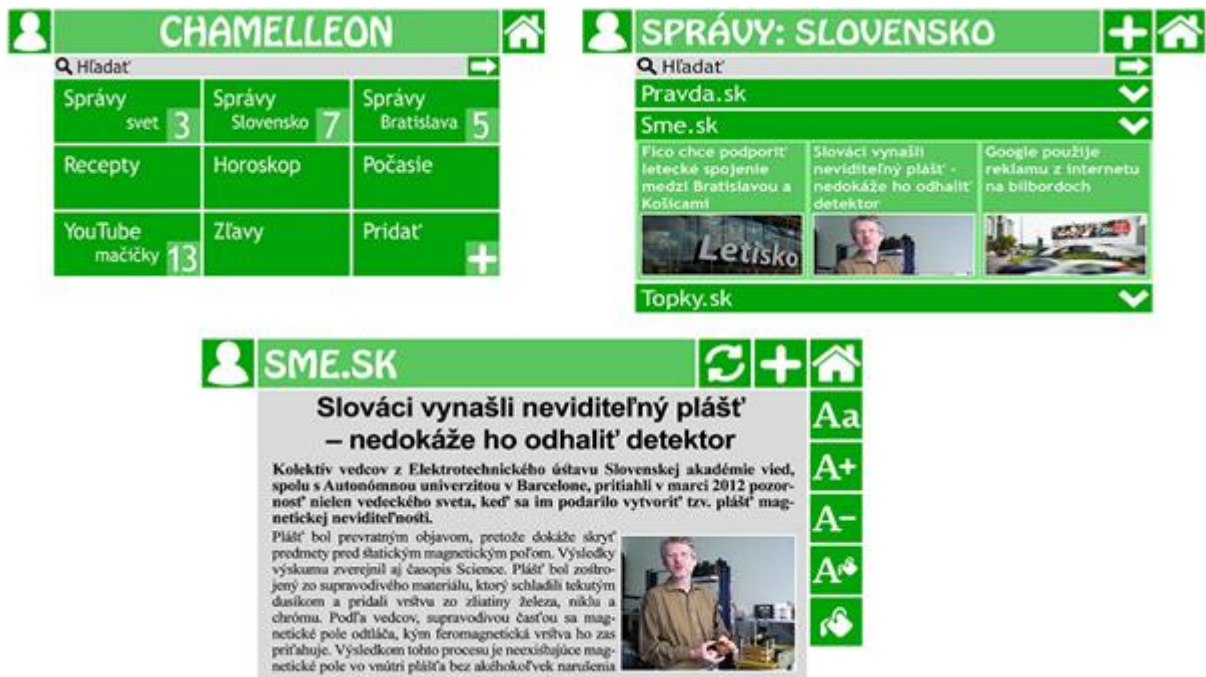 CHAMELLEON
Hľadať
Správy
svet 3
Správy
Slovensko 7
Správy
Bratislava 5
Recepty
Horoskop
Počasie
YouTube
mačičky 13
Zľavy
Pridať
SPRÁVY: SLOVENSKO
Hľadať
Pravda.sk
Sme.sk
Fico chce podporiť
letecké spojenie
medzi Bratislavou a
Košicami
Slováci vynašli
neviditeľný plášť -
nedokáže ho odhaliť
detektor
Google použije
reklamu z internetu
na bilbordoch
Letisko
Topky.sk
SME.SK
Slováci vynašli neviditeľný plášť
– nedokáže ho odhaliť detektor
Kolektív vedcov z Elektrotechnického ústavu Slovenskej akadémie vied,
spolu s Autonómnou univerzitou v Barcelone, pritiahli v marci 2012 pozor-
nosť nielen vedeckého sveta, keď sa im podarilo vytvoriť tzv. plášť mag-
netickej neviditeľnosti.
Plášť bol prevratným objavom, pretože dokáže skryť
predmety pred statickým magnetickým poľom. Výsledky
výskumu zverejnil aj časopis Science. Plášť bol zostro-
jený zo supravodivého materiálu, ktorý schladili tekutým
dusíkom a pridali vrstvu zo zliatiny železa, niklu a
chrómu. Podľa vedcov, supravodivou časťou sa mag-
netické pole odtláča, kým feromagnetická vrstva ho zas
priťahuje. Výsledkom tohto procesu je neexistujúce mag-
netické pole vo vnútri plášťa bez akéhokoľvek narušenia
Aa
A+
A-
A